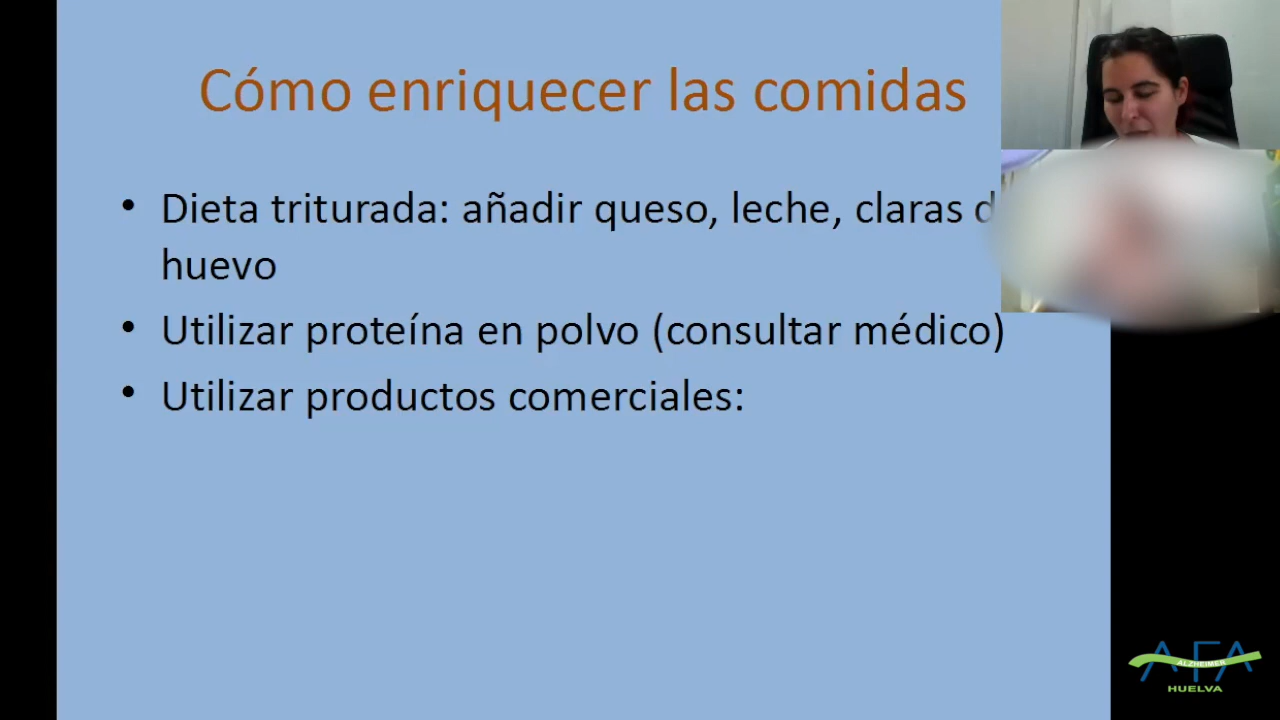 Cómo enriquecer las comidas
• Dieta triturada: añadir queso, leche, claras
huevo
• Utilizar proteína en polvo (consultar médico)
• Utilizar productos comerciales:
AFA
ALZHEIMER
HUELVA